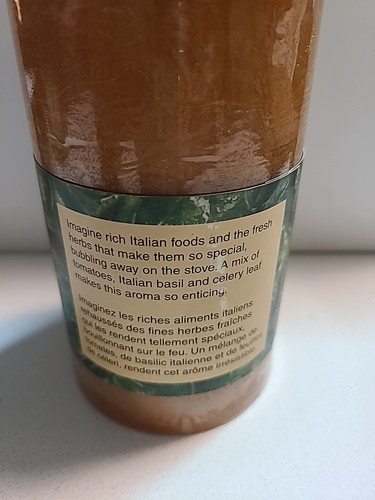 Imagine rich Italian foods and the fresh
herbs that make them so special,
bubbling away on the stove. A mix of
tomatoes, Italian basil and celery leaf
makes this aroma so enticing.
Imaginez les riches aliments italiens
rehaussés des fines herbes fraîches
qui les rendent tellement spéciaux,
bouillonnant sur le feu. Un mélange de
tomates, de basilic italienne et de feuilles
de céleri, rendent cet arôme irrésistible.